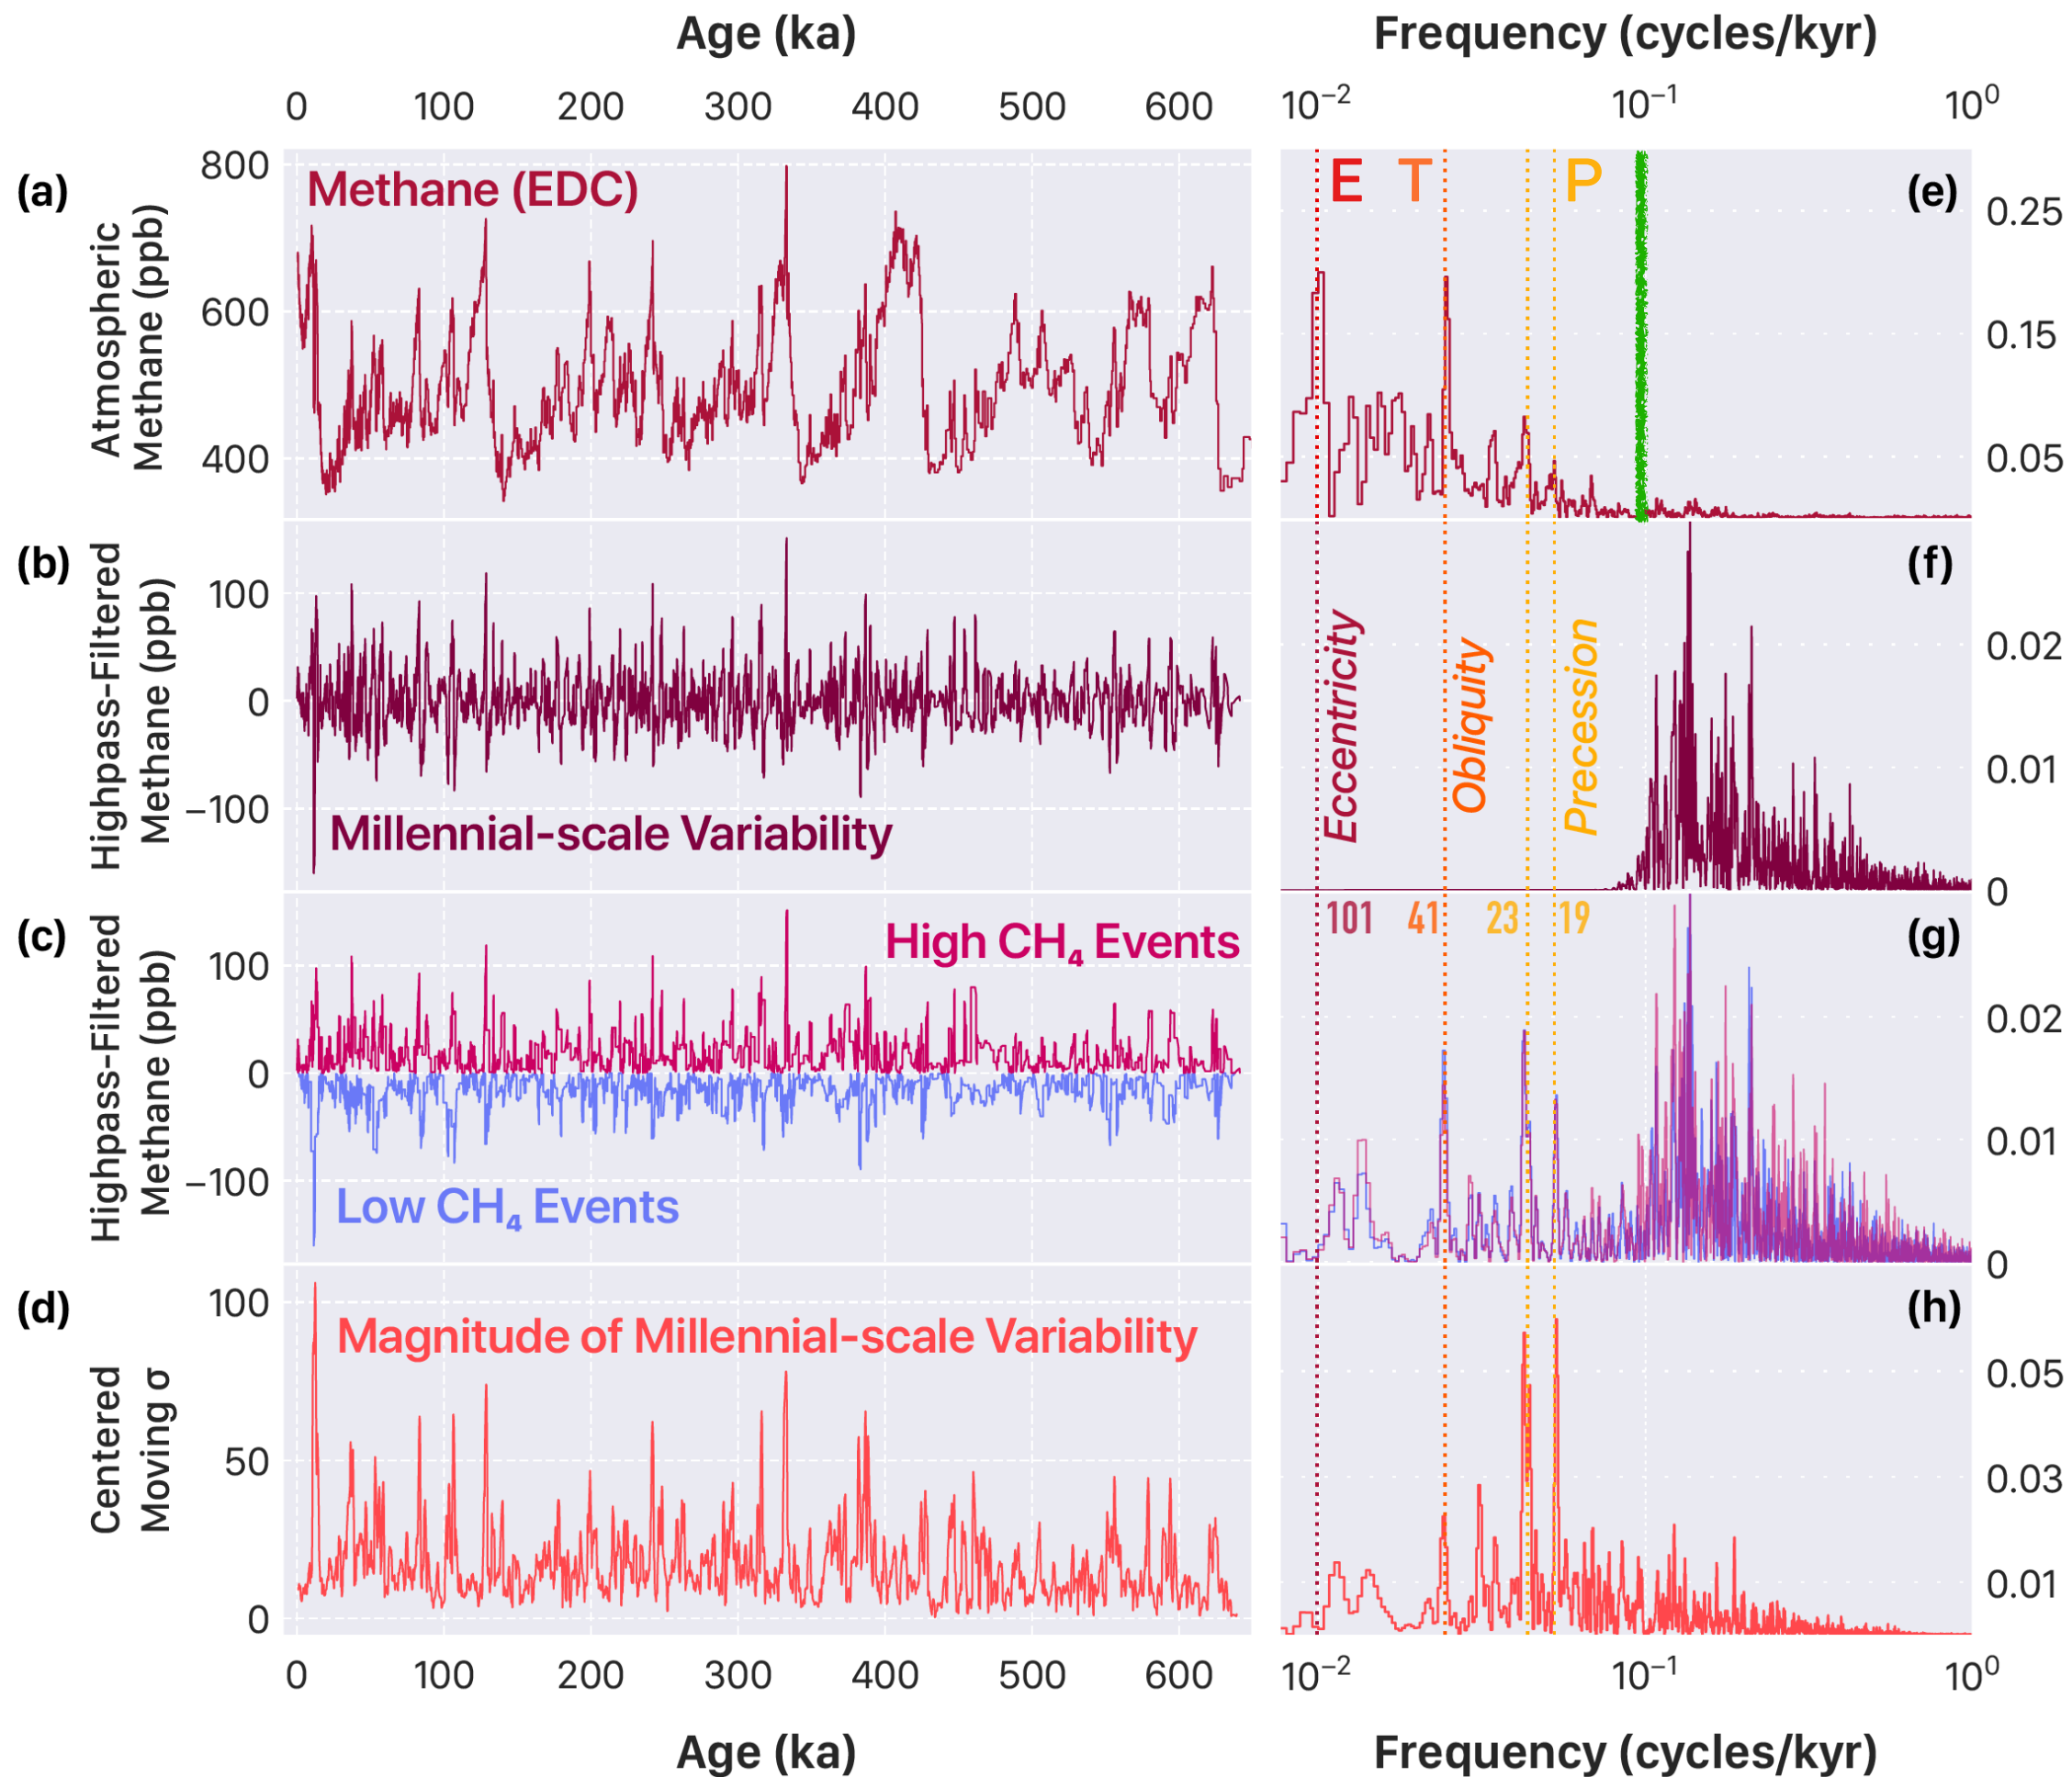 Age (ka)
Frequency (cycles/kyr)
0 100 200 300 400 500 600
10⁻² 10⁻¹ 10⁰
(a)
Atmospheric
Methane (ppb)
800
600
400
Methane (EDC)
E T P
(e)
0.25
0.15
0.05
(b)
Highpass-Filtered
Methane (ppb)
100
0
−100
Millennial-scale Variability
Eccentricity
Obliquity
Precession
(f)
0.02
0.01
0
(c)
Highpass-Filtered
Methane (ppb)
100
0
−100
High CH₄ Events
Low CH₄ Events
101 41 23 19
(g)
0.02
0.01
0
(d)
Centered
Moving σ
100
50
0
Magnitude of Millennial-scale Variability
(h)
0.05
0.03
0.01
0 100 200 300 400 500 600
10⁻² 10⁻¹ 10⁰
Age (ka)
Frequency (cycles/kyr)